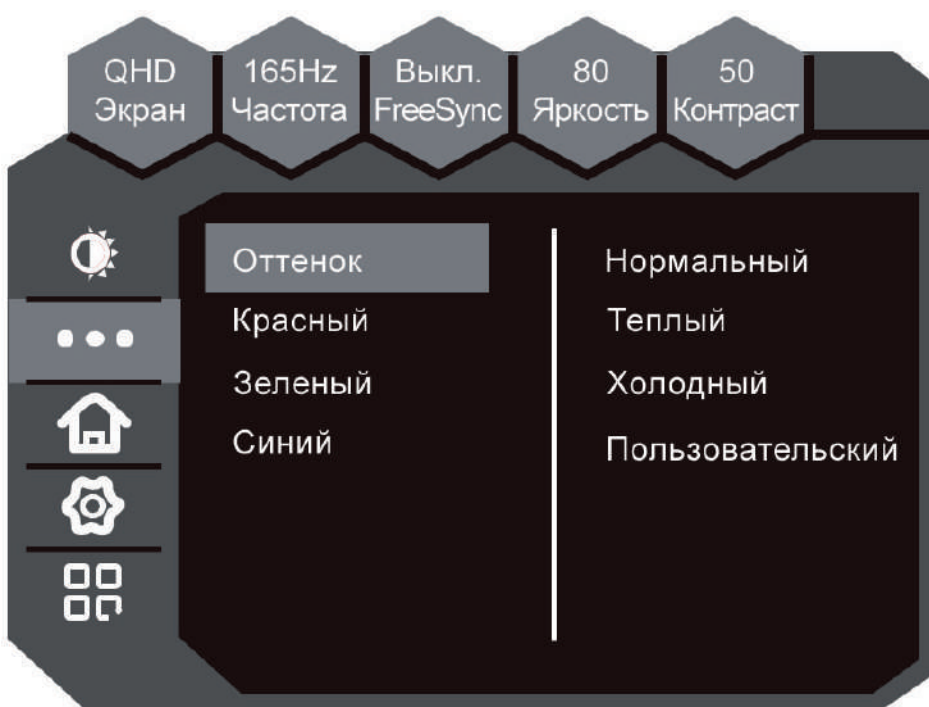 QHD
Экран
165Hz
Частота
Выкл.
FreeSync
80
Яркость
50
Контраст
Оттенок
Красный
Зеленый
Синий
Нормальный
Теплый
Холодный
Пользовательский